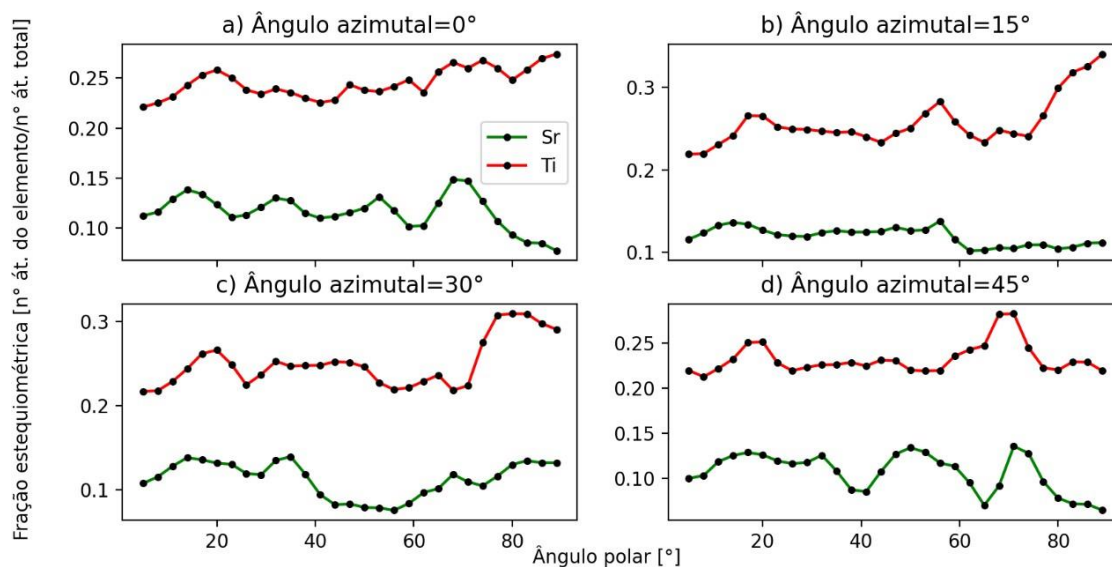 Fração estequiométrica [n° át. do elemento/n° át. total]
a) Ângulo azimutal=0°
0.25
0.20
0.15
0.10
Sr
Ti
b) Ângulo azimutal=15°
0.3
0.2
0.1
c) Ângulo azimutal=30°
0.3
0.2
0.1
20
40
60
80
d) Ângulo azimutal=45°
0.25
0.20
0.15
0.10
20
40
60
80
Ângulo polar [°]